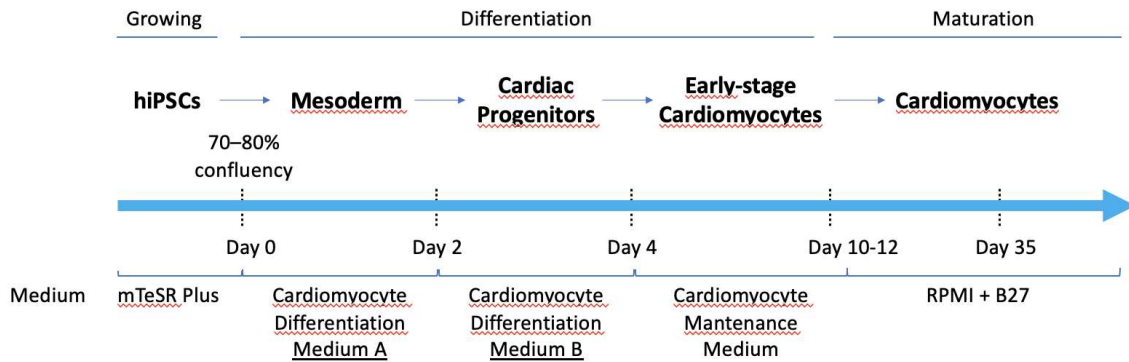 Growing
Differentiation
Maturation
hiPSCs
Mesoderm
Cardiac
Progenitors
Early-stage
Cardiomyocytes
Cardiomyocytes
70–80%
confluency
Day 0
Day 2
Day 4
Day 10-12
Day 35
Medium
mTeSR Plus
Cardiomyocyte
Differentiation
Medium A
Cardiomyocyte
Differentiation
Medium B
Cardiomyocyte
Mantenance
Medium
RPMI + B27